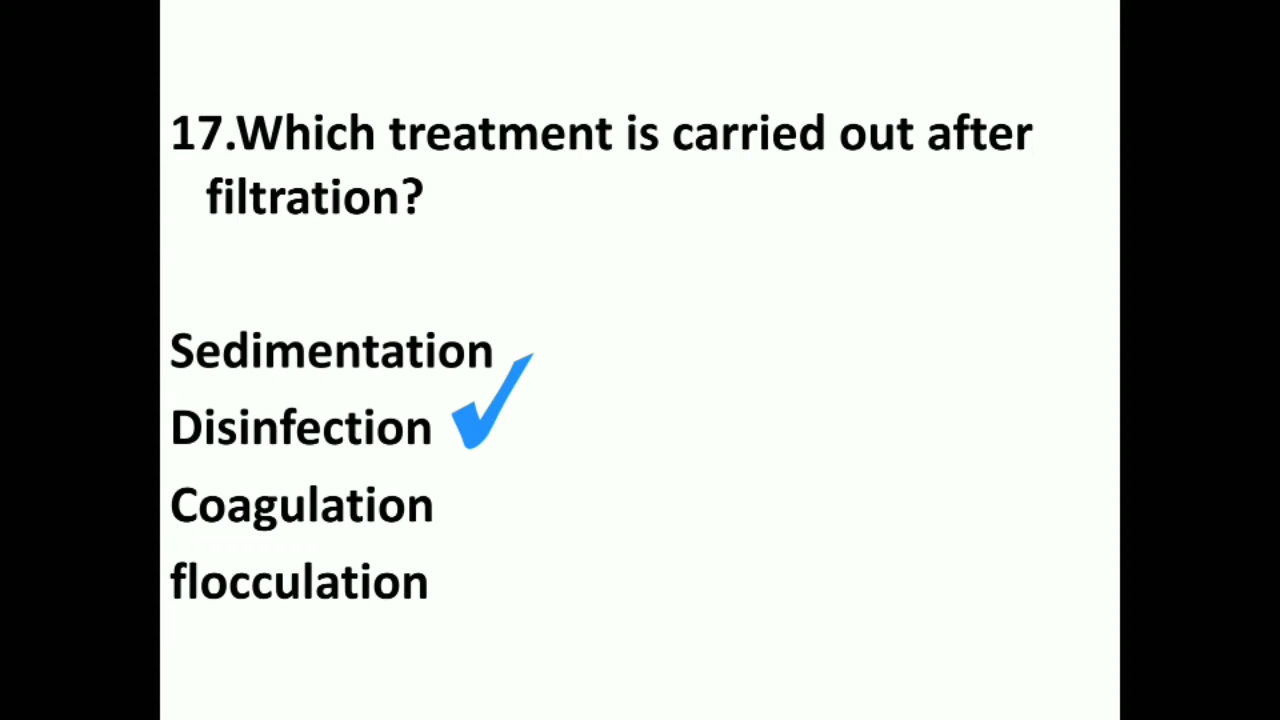 17.Which treatment is carried out after
filtration?
Sedimentation
Disinfection
Coagulation
flocculation